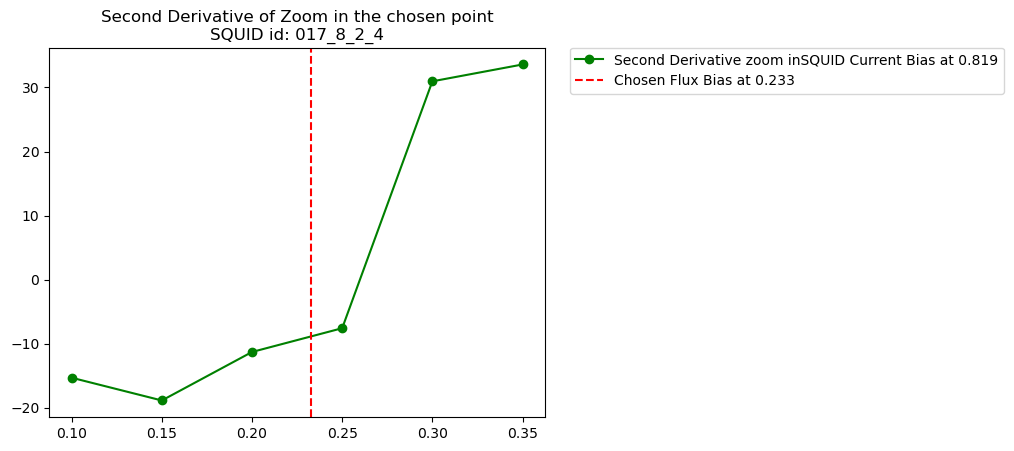 Second Derivative of Zoom in the chosen point
SQUID id: 017_8_2_4
Second Derivative zoom inSQUID Current Bias at 0.819
Chosen Flux Bias at 0.233
30
20
10
0
−10
−20
0.10 0.15 0.20 0.25 0.30 0.35